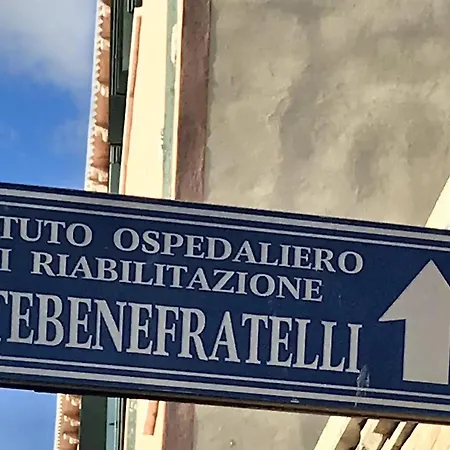 TUTO OSPEDALIERO
I RIABILITAZIONE
TEBENEFRATELLI